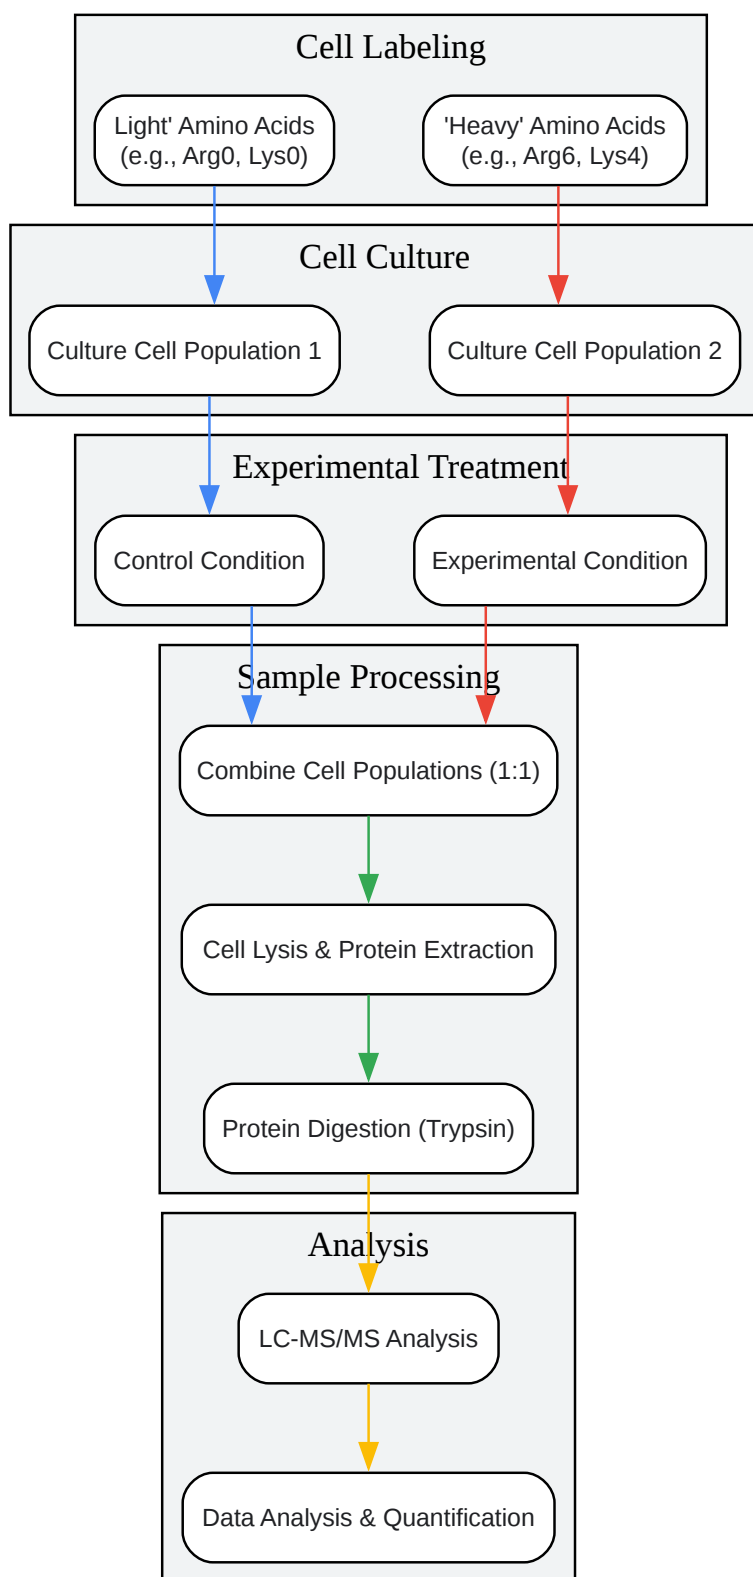 Cell Labeling
Light' Amino Acids
(e.g., Arg0, Lys0)
'Heavy' Amino Acids
(e.g., Arg6, Lys4)
Cell Culture
Culture Cell Population 1
Culture Cell Population 2
Experimental Treatment
Control Condition
Experimental Condition
Sample Processing
Combine Cell Populations (1:1)
Cell Lysis & Protein Extraction
Protein Digestion (Trypsin)
Analysis
LC-MS/MS Analysis
Data Analysis & Quantification